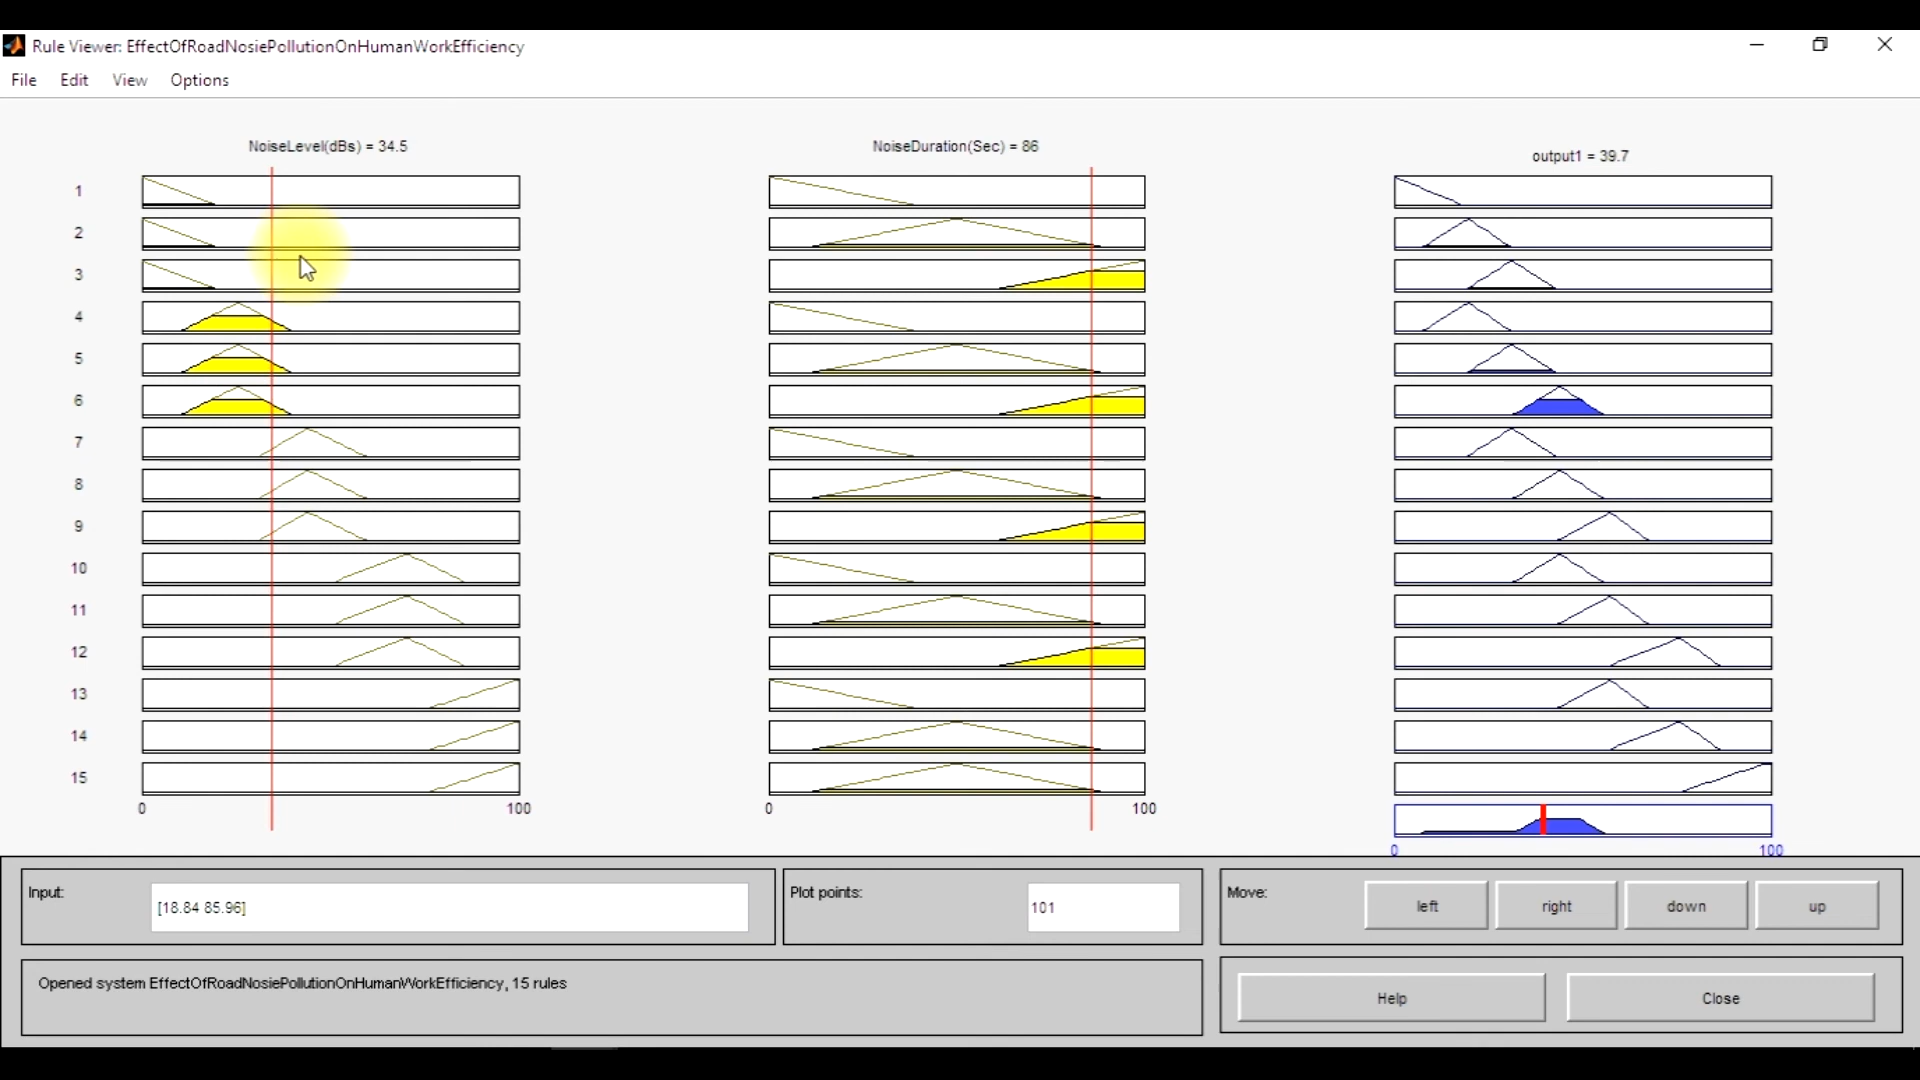 Rule Viewer: EffectOfRoadNosiePollutionOnHumanWorkEfficiency
File Edit View Options
NoiseLevel(dBs) = 34.5
NoiseDuration(Sec) = 86
output1 = 39.7
1
2
3
4
5
6
7
8
9
10
11
12
13
14
15
0 100
0 100
0 100
Input:
[18.84 85.96]
Plot points:
101
Move:
left
right
down
up
Opened system EffectOfRoadNosiePollutionOnHumanWorkEfficiency, 15 rules
Help
Close